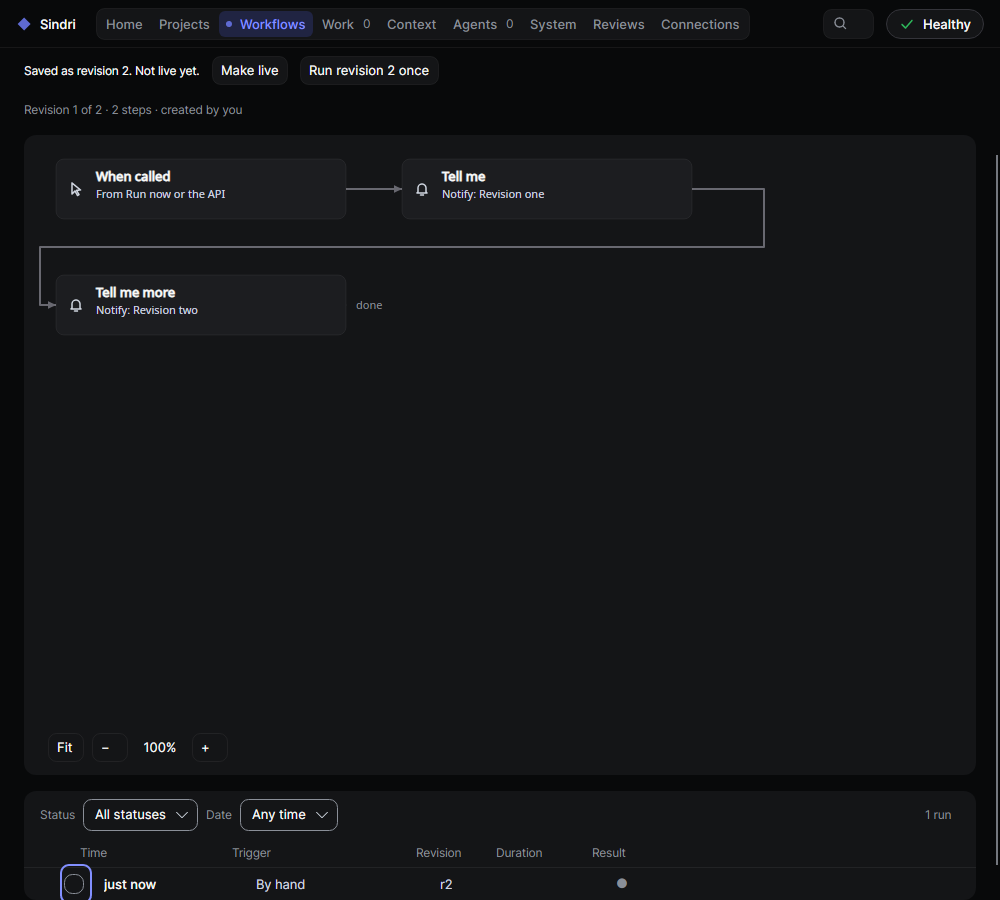 Sindri
Home Projects Workflows Work 0 Context Agents 0 System Reviews Connections
Healthy
Saved as revision 2. Not live yet. Make live Run revision 2 once
Revision 1 of 2 · 2 steps · created by you
When called
From Run now or the API
Tell me
Notify: Revision one
Tell me more
Notify: Revision two
done
Fit − 100% +
Status All statuses Date Any time 1 run
Time Trigger Revision Duration Result
just now By hand r2